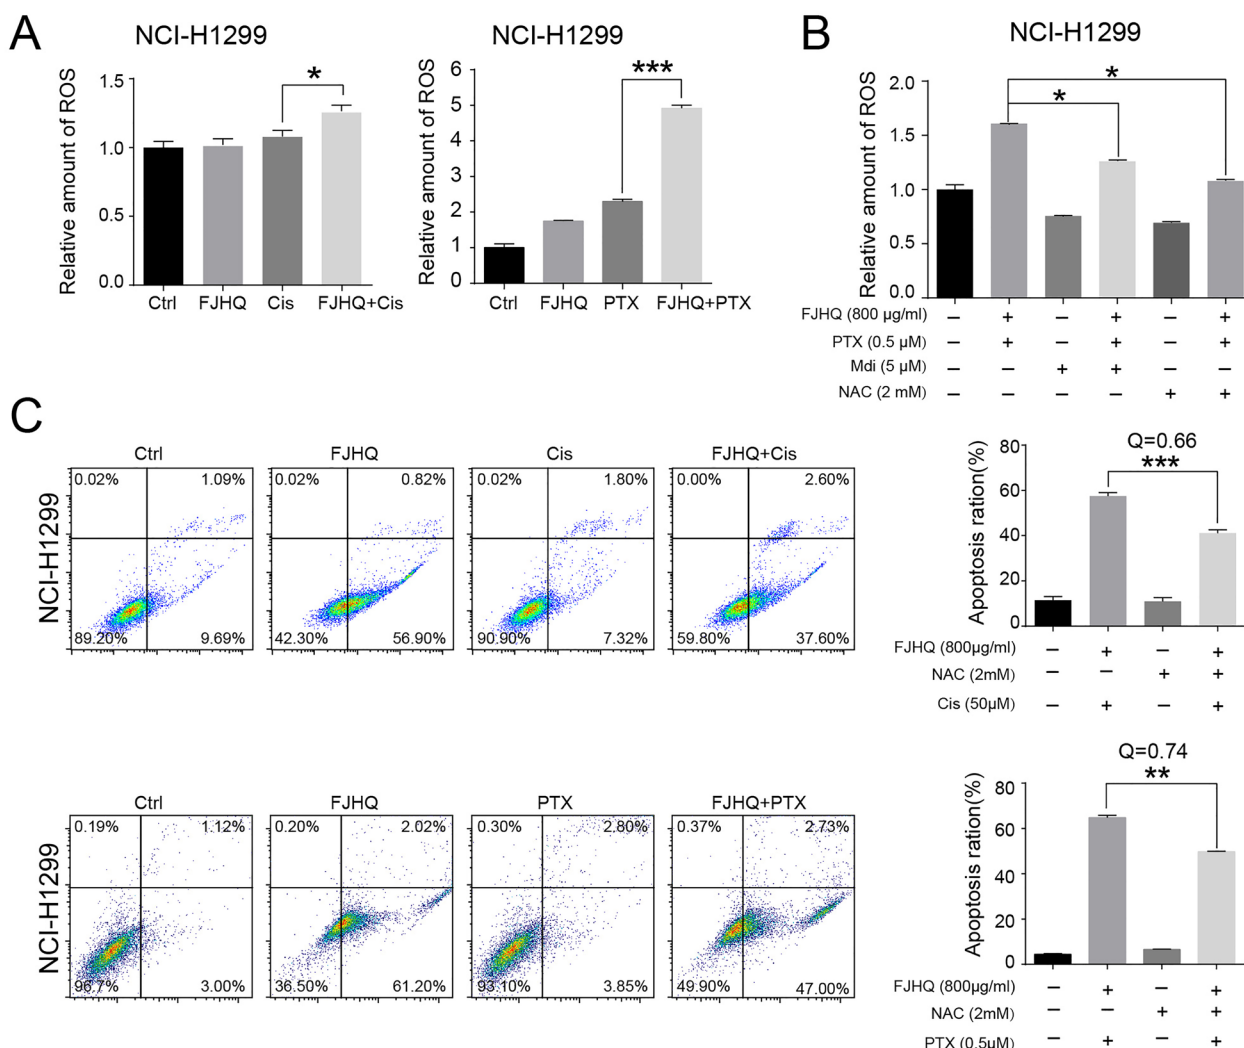 A
NCI-H1299
Relative amount of ROS
1.5
1.0
0.5
0.0
*
Ctrl FJHQ Cis FJHQ+Cis
NCI-H1299
Relative amount of ROS
6
5
4
3
2
1
0
***
Ctrl FJHQ PTX FJHQ+PTX
B
NCI-H1299
Relative amount of ROS
2.0
1.5
1.0
0.5
0.0
*
*
FJHQ (800 µg/ml) – + – + – +
PTX (0.5 µM) – + – + – +
Mdi (5 µM) – – + + – –
NAC (2 mM) – – – – + +
C
NCI-H1299
Ctrl
0.02% 1.09%
89.20% 9.69%
FJHQ
0.02% 0.82%
42.30% 56.90%
Cis
0.02% 1.80%
90.90% 7.32%
FJHQ+Cis
0.00% 2.60%
59.80% 37.60%
Q=0.66
***
Apoptosis ration(%)
80
60
40
20
0
FJHQ (800µg/ml) – + – +
NAC (2mM) – – + +
Cis (50µM) – + – +
NCI-H1299
Ctrl
0.19% 1.12%
96.7% 3.00%
FJHQ
0.20% 2.02%
36.50% 61.20%
PTX
0.30% 2.80%
93.10% 3.85%
FJHQ+PTX
0.37% 2.73%
49.90% 47.00%
Q=0.74
**
Apoptosis ration(%)
80
60
40
20
0
FJHQ (800µg/ml) – + – +
NAC (2mM) – – + +
PTX (0.5µM) – + – +